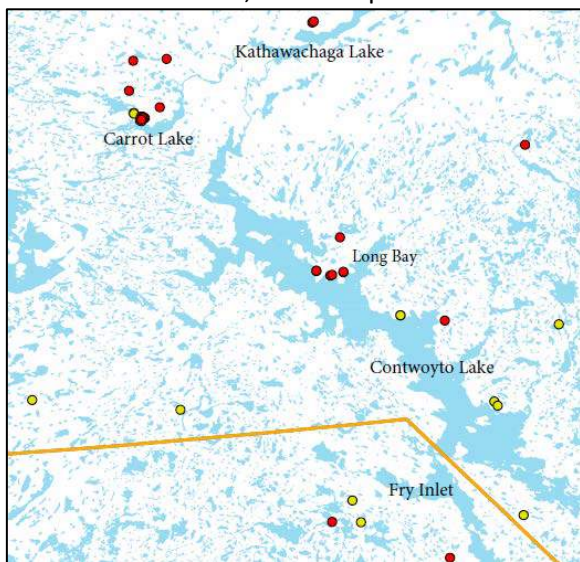 Kathawachaga Lake
Carrot Lake
Long Bay
Contwoyto Lake
Fry Inlet